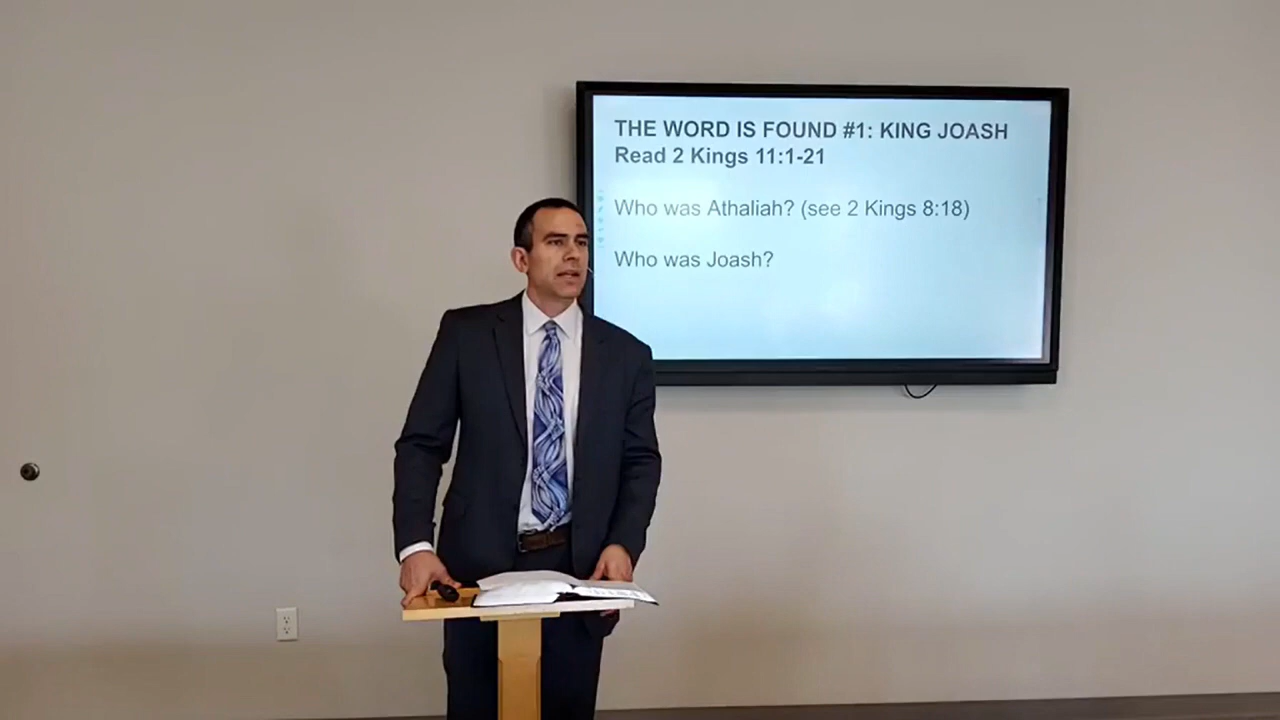 THE WORD IS FOUND #1: KING JOASH
Read 2 Kings 11:1-21
Who was Athaliah? (see 2 Kings 8:18)
Who was Joash?